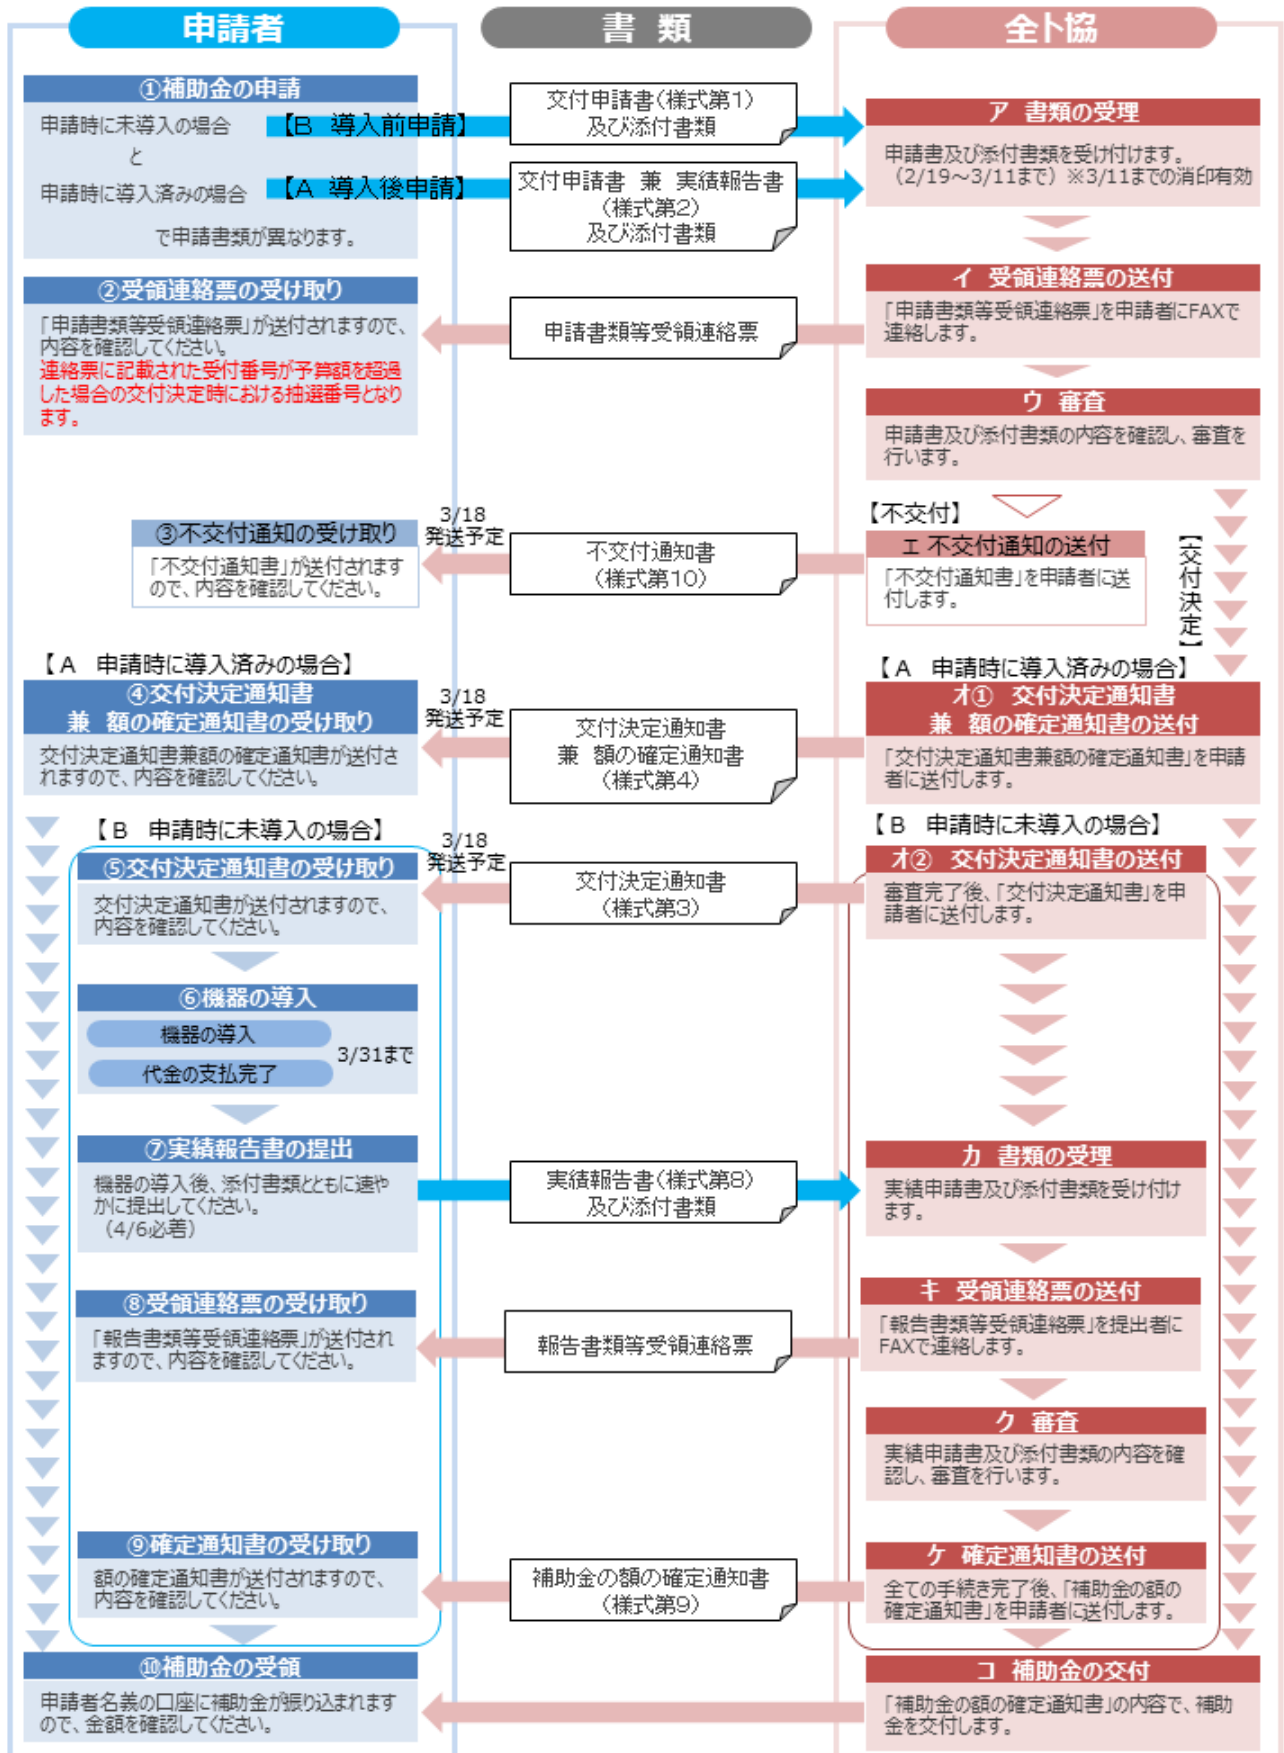 申請者
書 類
全ト協
①補助金の申請
申請時に未導入の場合
と
申請時に導入済みの場合
で申請書類が異なります。
【B 導入前申請】
【A 導入後申請】
交付申請書(様式第1)
及び添付書類
交付申請書 兼 実績報告書
(様式第2)
及び添付書類
ア 書類の受理
申請書及び添付書類を受け付けます。
(2/19～3/11まで)※3/11までの消印有効
②受領連絡票の受け取り
「申請書類等受領連絡票」が送付されますので、
内容を確認してください。
連絡票に記載された受付番号が予算額を超過
した場合の交付決定時における抽選番号となり
ます。
申請書類等受領連絡票
イ 受領連絡票の送付
「申請書類等受領連絡票」を申請者にFAXで
連絡します。
ウ 審査
申請書及び添付書類の内容を確認し、審査を
行います。
③不交付通知の受け取り
「不交付通知書」が送付されます
ので、内容を確認してください。
3/18
発送予定
不交付通知書
(様式第10)
【不交付】
エ 不交付通知の送付
「不交付通知書」を申請者に送
付します。
【交付決定】
【A 申請時に導入済みの場合】
④交付決定通知書
兼 額の確定通知書の受け取り
交付決定通知書兼額の確定通知書が送付さ
れますので、内容を確認してください。
3/18
発送予定
交付決定通知書
兼 額の確定通知書
(様式第4)
【A 申請時に導入済みの場合】
オ① 交付決定通知書
兼 額の確定通知書の送付
「交付決定通知書兼額の確定通知書」を申請
者に送付します。
【B 申請時に未導入の場合】
⑤交付決定通知書の受け取り
交付決定通知書が送付されますので、
内容を確認してください。
3/18
発送予定
交付決定通知書
(様式第3)
【B 申請時に未導入の場合】
オ② 交付決定通知書の送付
審査完了後、「交付決定通知書」を申
請者に送付します。
⑥機器の導入
機器の導入
代金の支払完了
3/31まで
⑦実績報告書の提出
機器の導入後、添付書類とともに速や
かに提出してください。
(4/6必着)
実績報告書(様式第8)
及び添付書類
カ 書類の受理
実績申請書及び添付書類を受け付け
ます。
⑧受領連絡票の受け取り
「報告書類等受領連絡票」が送付され
ますので、内容を確認してください。
報告書類等受領連絡票
キ 受領連絡票の送付
「報告書類等受領連絡票」を提出者に
FAXで連絡します。
ク 審査
実績申請書及び添付書類の内容を確
認し、審査を行います。
⑨確定通知書の受け取り
額の確定通知書が送付されますので、
内容を確認してください。
補助金の額の確定通知書
(様式第9)
ケ 確定通知書の送付
全ての手続き完了後、「補助金の額の
確定通知書」を申請者に送付します。
⑩補助金の受領
申請者名義の口座に補助金が振り込まれます
ので、金額を確認してください。
コ 補助金の交付
「補助金の額の確定通知書」の内容で、補助
金を交付します。